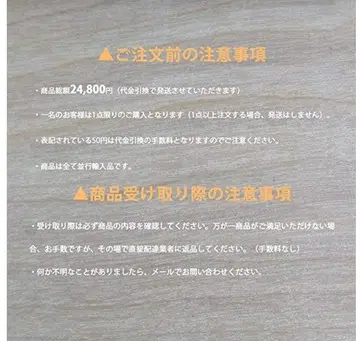 ▲ご注文前の注意事項
・商品総額24,800円（代金引換で発送させていただきます）
・一名のお客様は1点限りのご購入となります（1点以上注文する場合、発送はしません）。
・表記されている50円は代金引換の手数料となりますのでご注意ください。
・商品は全て並行輸入品です。
▲商品受け取り際の注意事項
・受け取り際は必ず商品の内容を確認してください。万が一商品がご満足いただけない場
合、お手数ですが、その場で直接配達業者に返品してください。（手数料なし）
・何か不明なことがありましたら、メールでお問い合わせください。